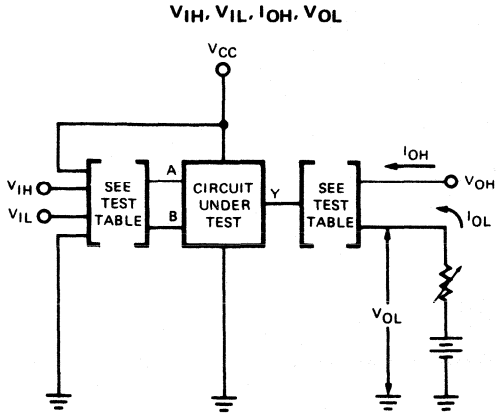 VIH, VIL, IOH, VOL
VCC
VIH
VIL
SEE
TEST
TABLE
A
B
CIRCUIT
UNDER
TEST
Y
SEE
TEST
TABLE
IOH
VOH
IOL
VOL